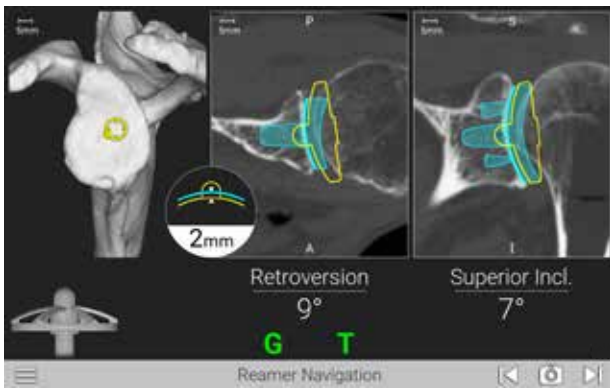 5mm
5mm
P
5mm
S
2mm
A
I
Retroversion
Superior Incl.
9°
7°
G T
Reamer Navigation